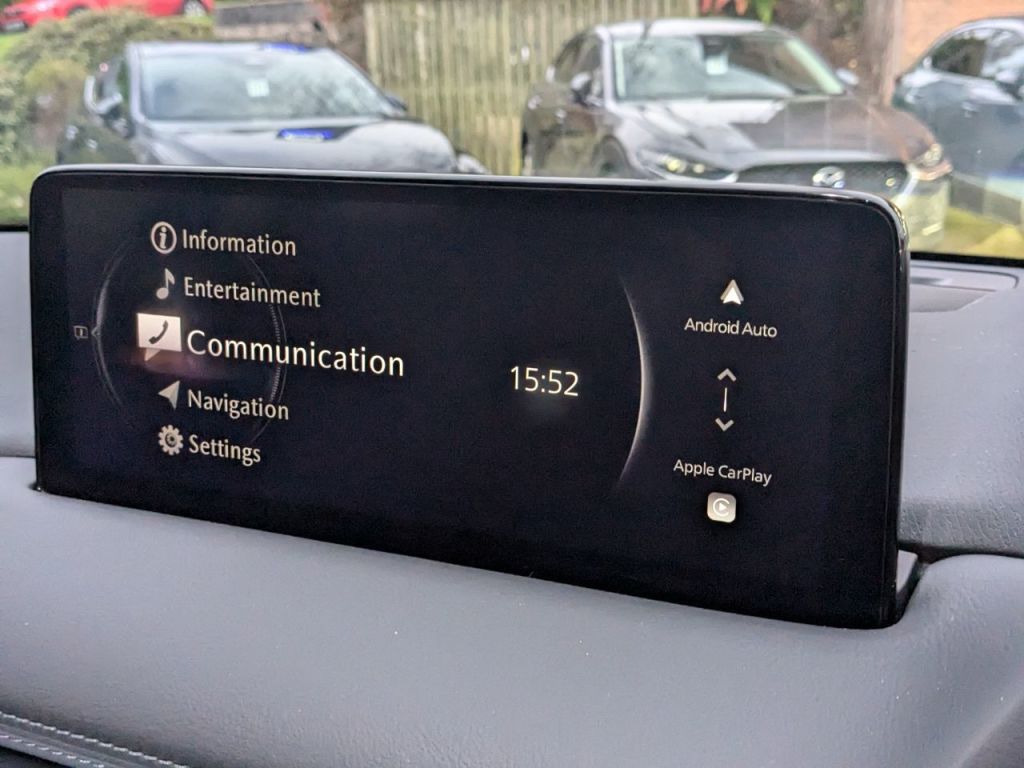 Information
Entertainment
Communication
Navigation
Settings
15:52
Android Auto
Apple CarPlay